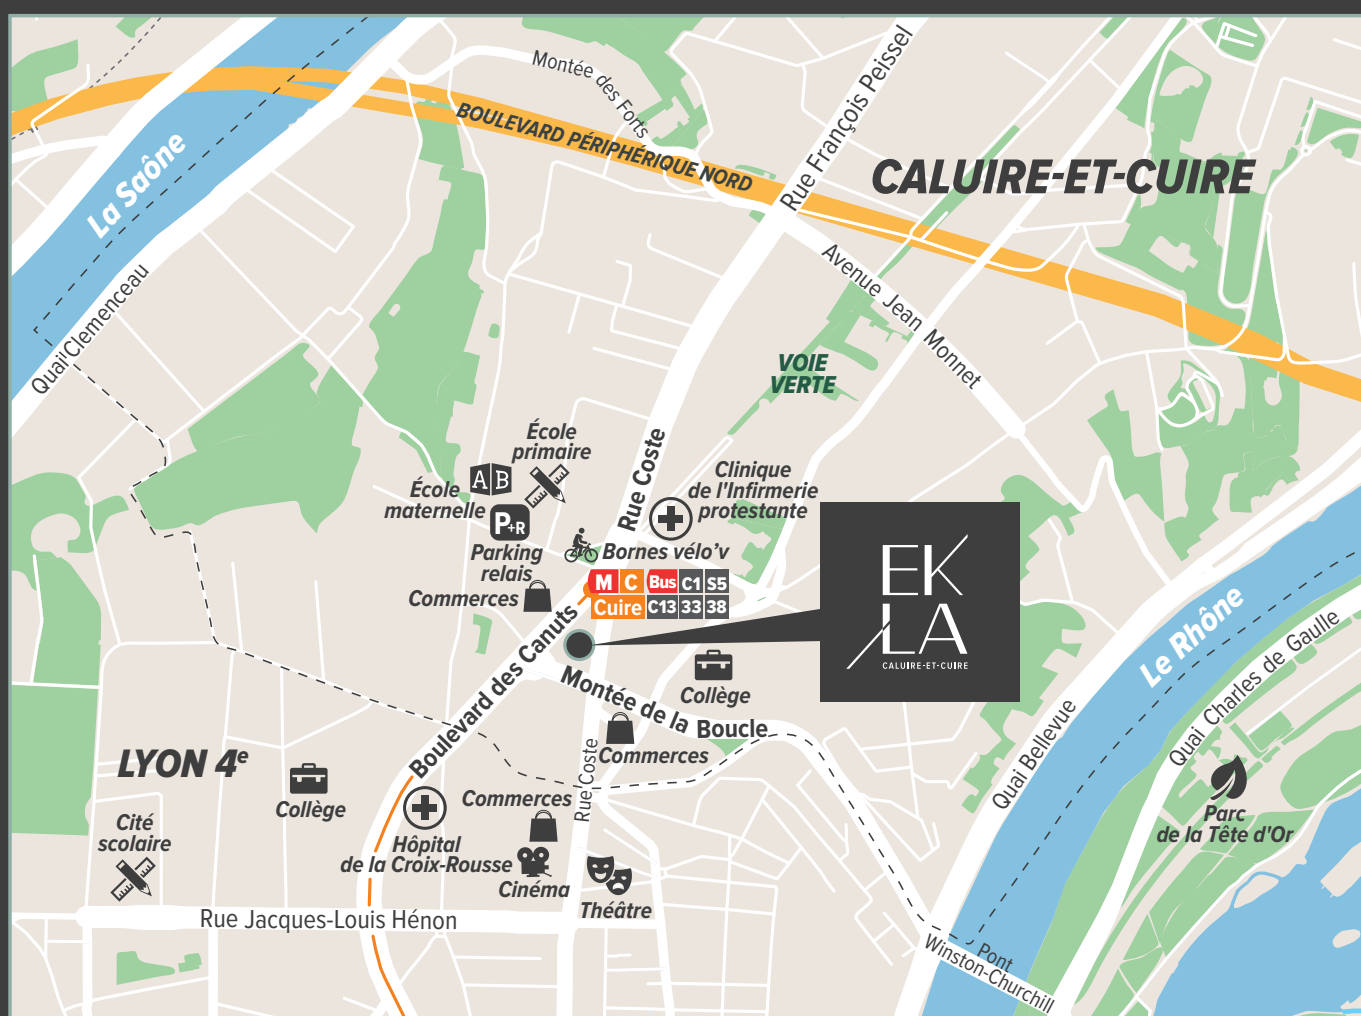 Montée des Forts
Rue François Peissel
BOULEVARD PÉRIPHÉRIQUE NORD
CALUIRE-ET-CUIRE
La Saône
Quai Clemenceau
Avenue Jean Monnet
VOIE
VERTE
École
primaire
A B
École
maternelle
P+R
Parking
relais
Rue Coste
Clinique
de l'Infirmerie
protestante
Bornes vélo'v
M C Bus C1 S5
Cuire C13 33 38
Commerces
EK
LA
CALUIRE-ET-CUIRE
Boulevard des Canuts
Montée de la Boucle
Collège
Commerces
Rue Coste
Le Rhône
Quai Charles de Gaulle
Quai Bellevue
Parc
de la Tête d'Or
LYON 4e
Collège
Cité
scolaire
Commerces
Hôpital
de la Croix-Rousse
Cinéma
Théâtre
Rue Jacques-Louis Hénon
Pont
Winston-Churchill